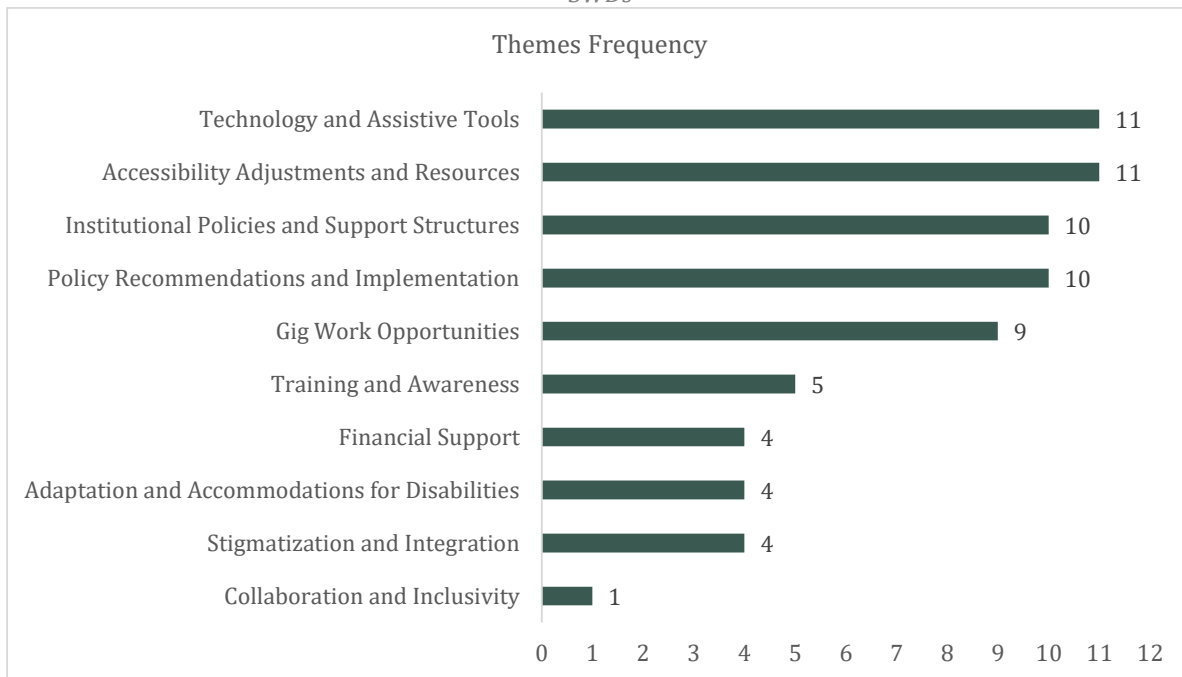 SWDs
Themes Frequency
Technology and Assistive Tools 11
Accessibility Adjustments and Resources 11
Institutional Policies and Support Structures 10
Policy Recommendations and Implementation 10
Gig Work Opportunities 9
Training and Awareness 5
Financial Support 4
Adaptation and Accommodations for Disabilities 4
Stigmatization and Integration 4
Collaboration and Inclusivity 1
0 1 2 3 4 5 6 7 8 9 10 11 12